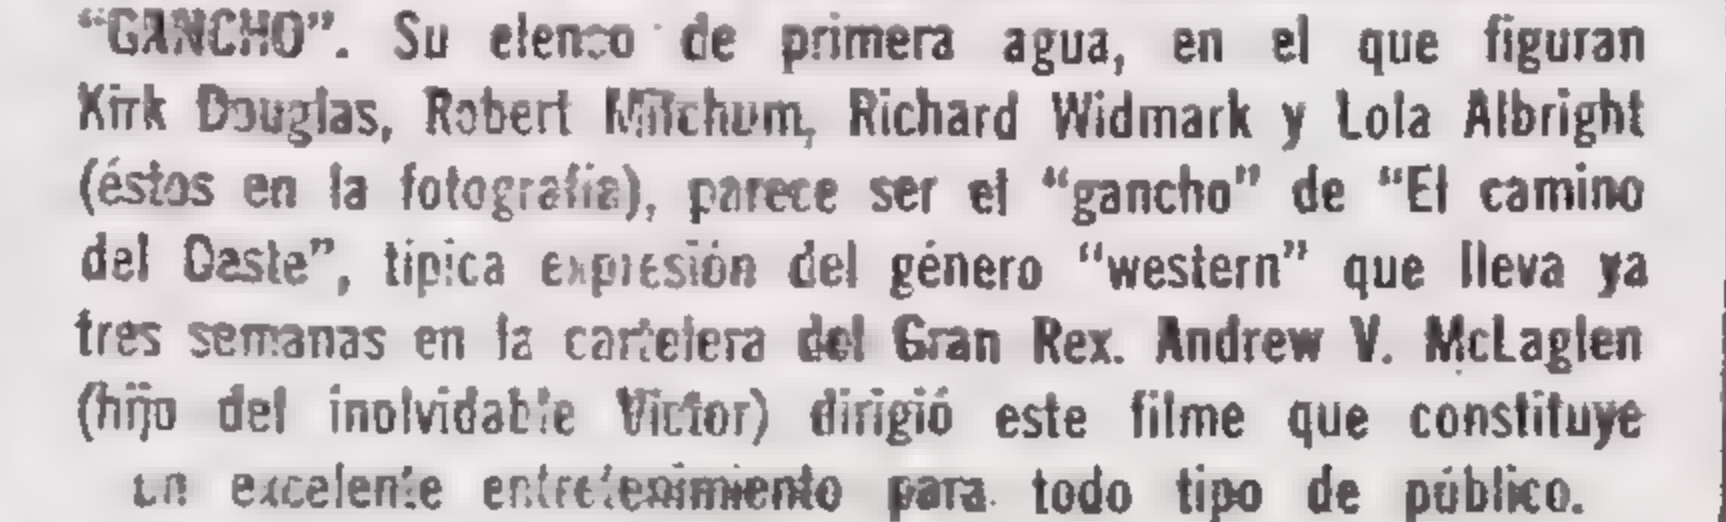 “GANCHO”. Su elenco de primera agua, en el que figuran
Kirk Douglas, Robert Mitchum, Richard Widmark y Lola Albright
(éstos en la fotografía), parece ser el “gancho” de “El camino
del Oeste”, típica expresión del género “western” que lleva ya
tres semanas en la cartelera del Gran Rex. Andrew V. McLaglen
(hijo del inolvidable Victor) dirigió este filme que constituye
un excelente entretenimiento para todo tipo de público.